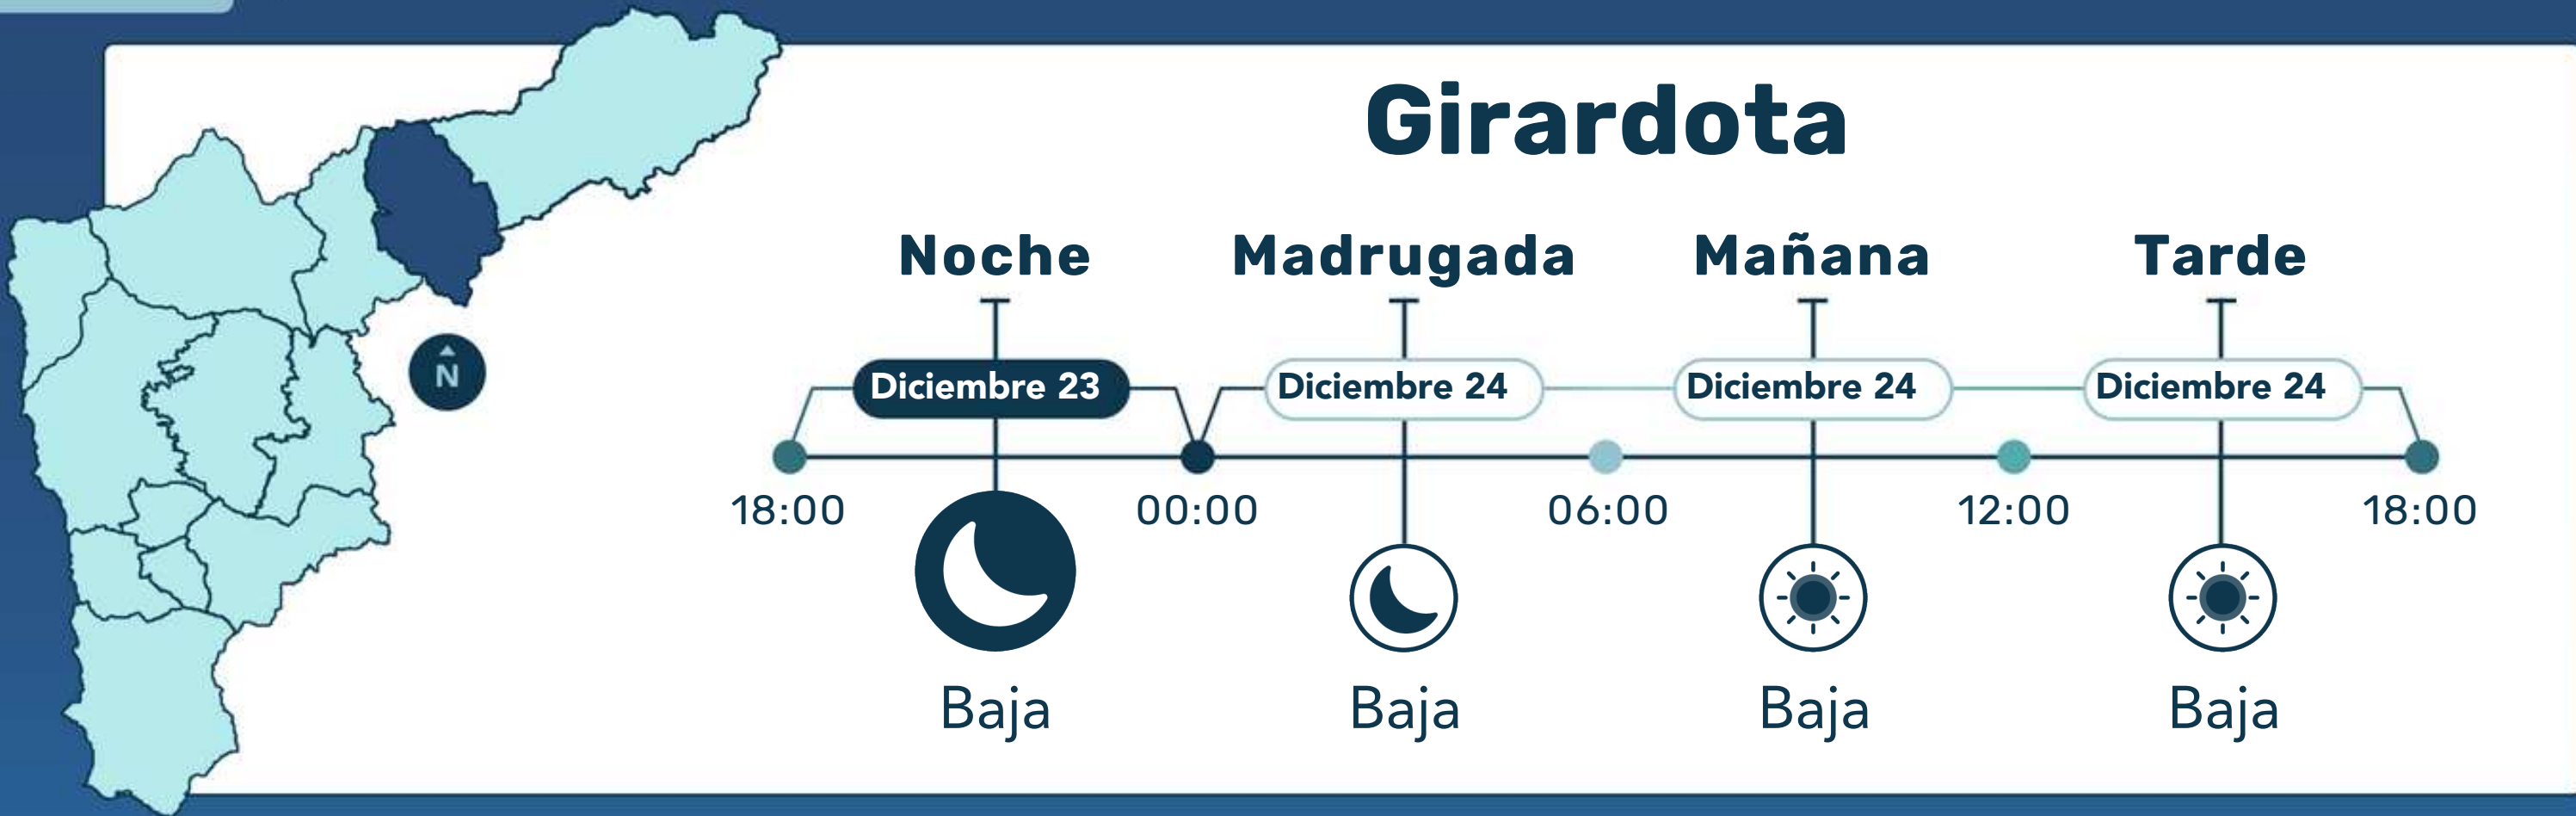 Girardota
Noche Madrugada Mañana Tarde
N
Diciembre 23 Diciembre 24 Diciembre 24 Diciembre 24
18:00 00:00 06:00 12:00 18:00
Baja Baja Baja Baja